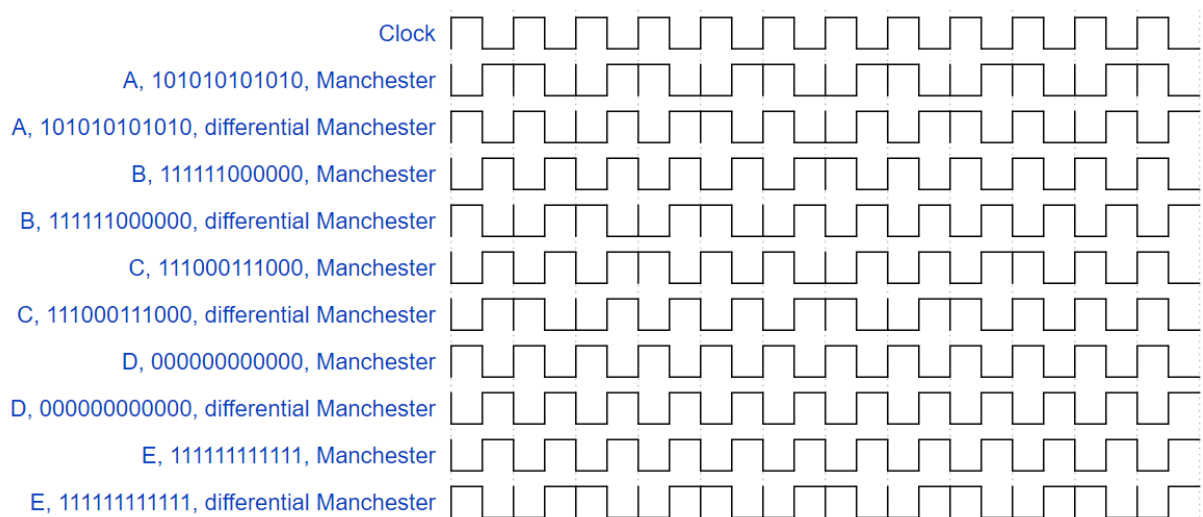 Clock
A, 101010101010, Manchester
A, 101010101010, differential Manchester
B, 111111000000, Manchester
B, 111111000000, differential Manchester
C, 111000111000, Manchester
C, 111000111000, differential Manchester
D, 000000000000, Manchester
D, 000000000000, differential Manchester
E, 111111111111, Manchester
E, 111111111111, differential Manchester